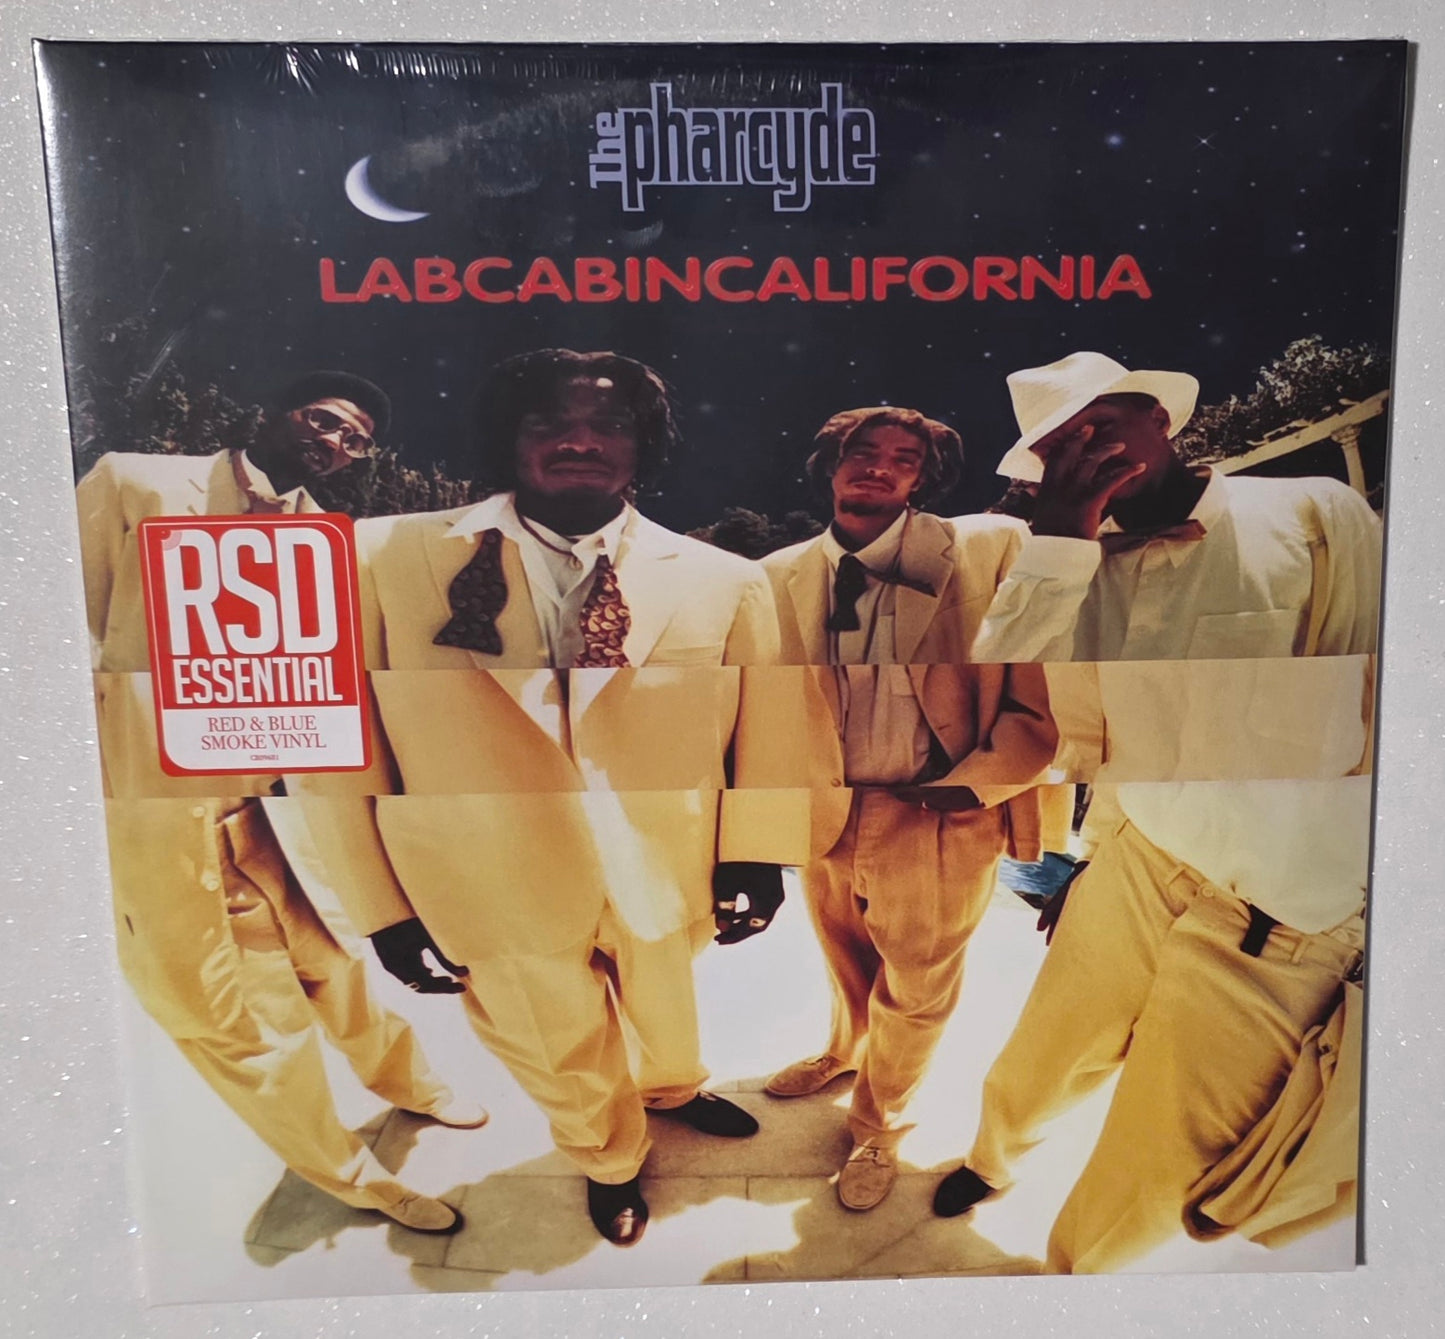 The pharcyde
LABCABINCALIFORNIA
RSD
ESSENTIAL
RED & BLUE
SMOKE VINYL